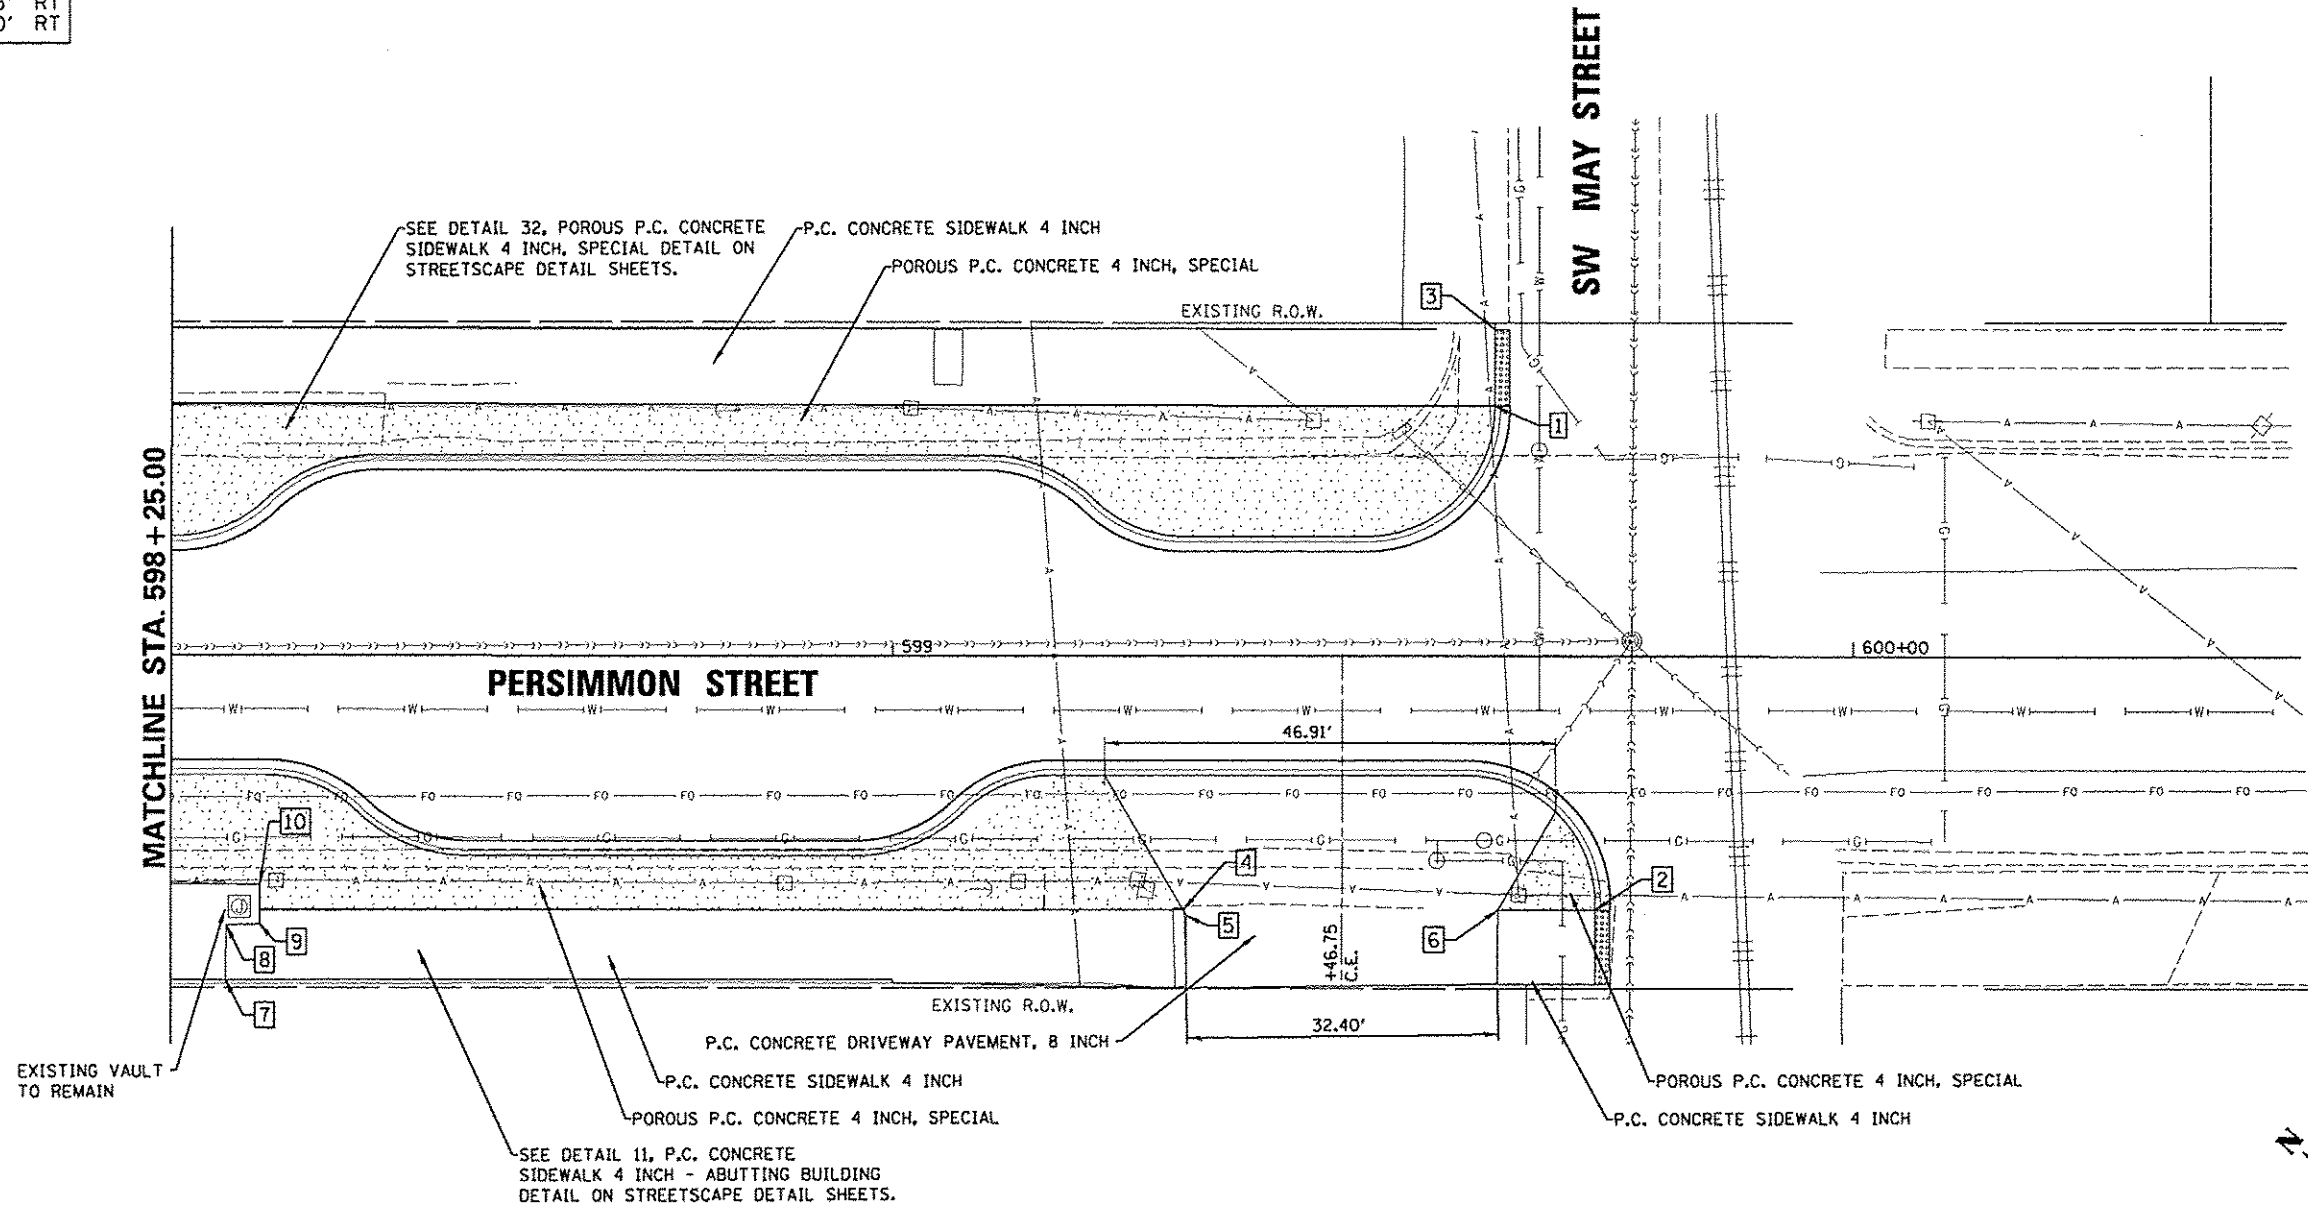 RT
0' RT
SW MAY STREET
SEE DETAIL 32, POROUS P.C. CONCRETE
SIDEWALK 4 INCH, SPECIAL DETAIL ON
STREETSCAPE DETAIL SHEETS.
P.C. CONCRETE SIDEWALK 4 INCH
POROUS P.C. CONCRETE 4 INCH, SPECIAL
EXISTING R.O.W.
3
1
MATCHLINE STA. 598+25.00
599
600+00
PERSIMMON STREET
46.91'
10
4
2
5
6
9
8
7
+46.75
C.E.
EXISTING R.O.W.
32.40'
P.C. CONCRETE DRIVEWAY PAVEMENT, 8 INCH
EXISTING VAULT
TO REMAIN
P.C. CONCRETE SIDEWALK 4 INCH
POROUS P.C. CONCRETE 4 INCH, SPECIAL
POROUS P.C. CONCRETE 4 INCH, SPECIAL
P.C. CONCRETE SIDEWALK 4 INCH
SEE DETAIL 11, P.C. CONCRETE
SIDEWALK 4 INCH - ABUTTING BUILDING
DETAIL ON STREETSCAPE DETAIL SHEETS.